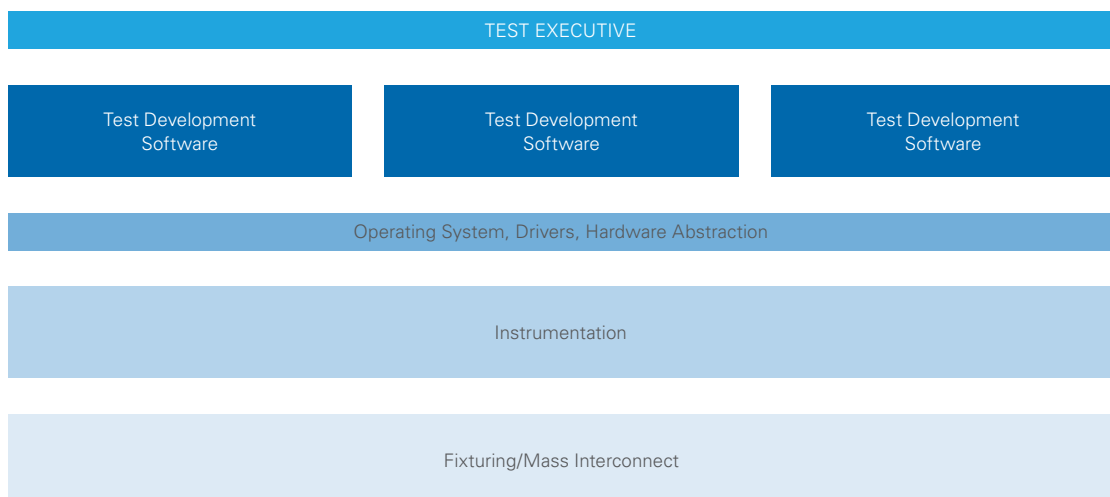 TEST EXECUTIVE
Test Development
Software
Test Development
Software
Test Development
Software
Operating System, Drivers, Hardware Abstraction
Instrumentation
Fixturing/Mass Interconnect